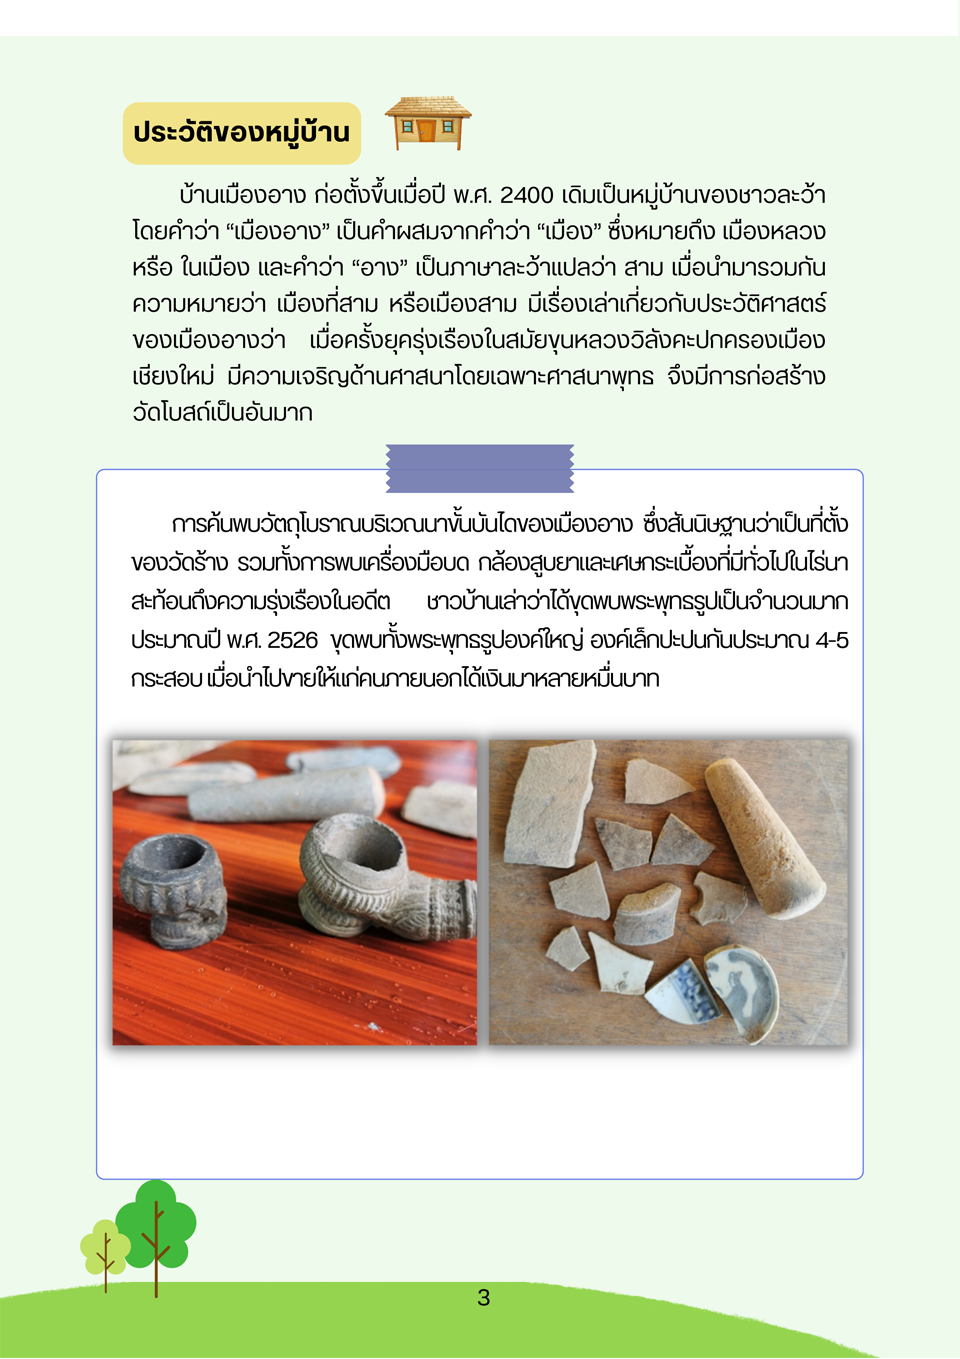 ประวัติของหมู่บ้าน
บ้านเมืองอาง ก่อตั้งขึ้นเมื่อปี พ.ศ. 2400 เดิมเป็นหมู่บ้านของชาวละว้า
โดยคำว่า “เมืองอาง” เป็นคำผสมจากคำว่า “เมือง” ซึ่งหมายถึง เมืองหลวง
หรือ ในเมือง และคำว่า “อาง” เป็นภาษาละว้าแปลว่า สาม เมื่อนำมารวมกัน
ความหมายว่า เมืองที่สาม หรือเมืองสาม มีเรื่องเล่าเกี่ยวกับประวัติศาสตร์
ของเมืองอางว่า เมื่อครั้งยุครุ่งเรืองในสมัยขุนหลวงวิลังคะปกครองเมือง
เชียงใหม่ มีความเจริญด้านศาสนาโดยเฉพาะศาสนาพุทธ จึงมีการก่อสร้าง
วัดโบสถ์เป็นอันมาก
การค้นพบวัตถุโบราณบริเวณนาขั้นบันไดของเมืองอาง ซึ่งสันนิษฐานว่าเป็นที่ตั้ง
ของวัดร้าง รวมทั้งการพบเครื่องมือบด กล้องสูบยาและเศษกระเบื้องที่มีทั่วไปในไร่นา
สะท้อนถึงความรุ่งเรืองในอดีต ชาวบ้านเล่าว่าได้ขุดพบพระพุทธรูปเป็นจำนวนมาก
ประมาณปี พ.ศ. 2526 ขุดพบทั้งพระพุทธรูปองค์ใหญ่ องค์เล็กปะปนกันประมาณ 4-5
กระสอบ เมื่อนำไปขายให้แก่คนภายนอกได้เงินมาหลายหมื่นบาท
3